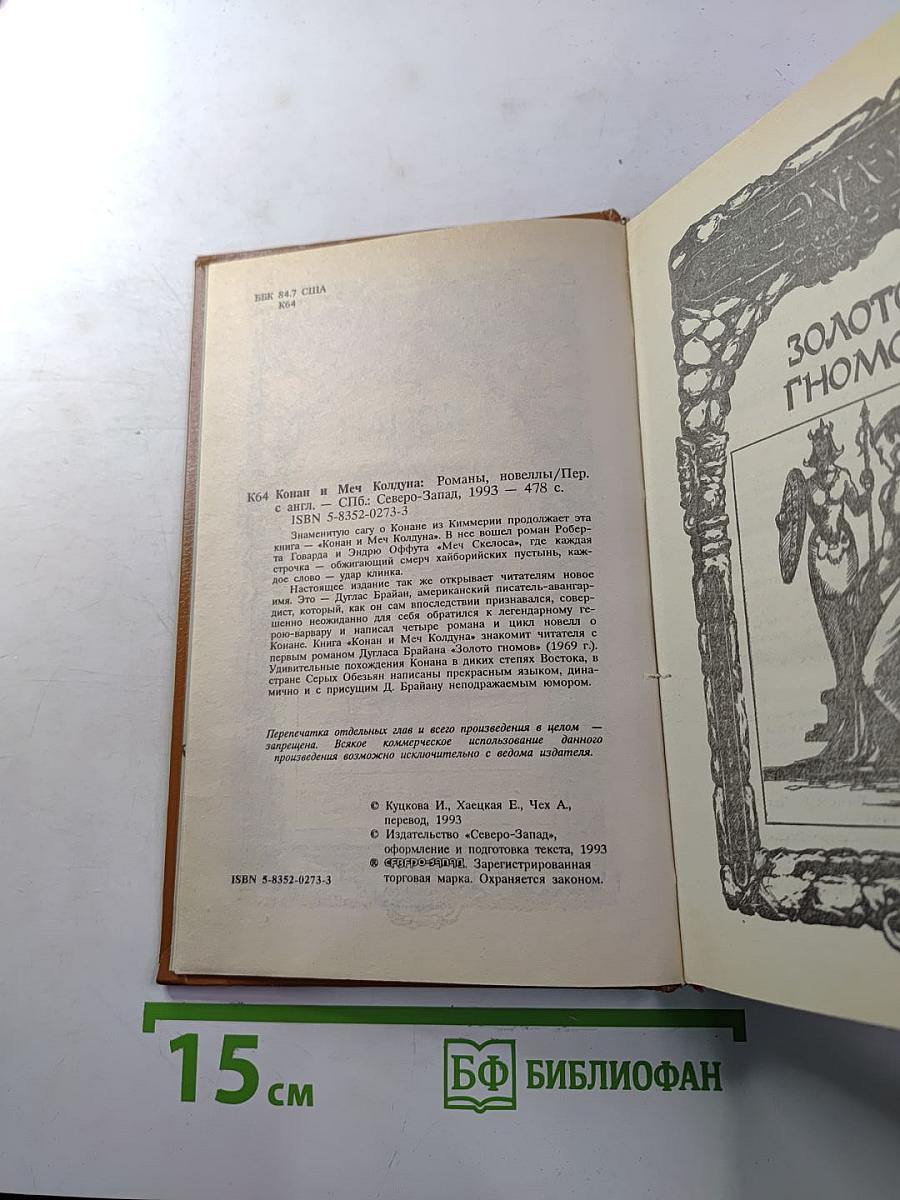 ББК 84.7 США
К64
К64 Конан и Меч Колдуна: Романы, новеллы/Пер.
с англ. — СПб.: Северо-Запад, 1993 — 478 с.
ISBN 5-8352-0273-3
Знаменитую сагу о Конане из Киммерии продолжает эта
книга — «Конан и Меч Колдуна». В нее вошел роман Робер-
та Говарда и Эндрю Оффута «Меч Скелоса», где каждая
строчка — обжигающий смерч хайборийских пустынь, каж-
дое слово — удар клинка.
Настоящее издание так же открывает читателям новое
имя. Это — Дуглас Брайан, американский писатель-авангар-
дист, который, как он сам впоследствии признавался, совер-
шенно неожиданно для себя обратился к легендарному ге-
рою-варвару и написал четыре романа и цикл новелл о
Конане. Книга «Конан и Меч Колдуна» знакомит читателя с
первым романом Дугласа Брайана «Золото гномов» (1969 г.).
Удивительные похождения Конана в диких степях Востока, в
стране Серых Обезьян написаны прекрасным языком, дина-
мично и с присущим Д. Брайану неподражаемым юмором.
Перепечатка отдельных глав и всего произведения в целом —
запрещена. Всякое коммерческое использование данного
произведения возможно исключительно с ведома издателя.
© Куцкова И., Хаецкая Е., Чех А.,
перевод, 1993
© Издательство «Северо-Запад»,
оформление и подготовка текста, 1993
® СЕВЕРО-ЗАПАД. Зарегистрированная
торговая марка. Охраняется законом.
ISBN 5-8352-0273-3
ЗОЛОТО
ГНОМО
15 см
БФ БИБЛИОФАН